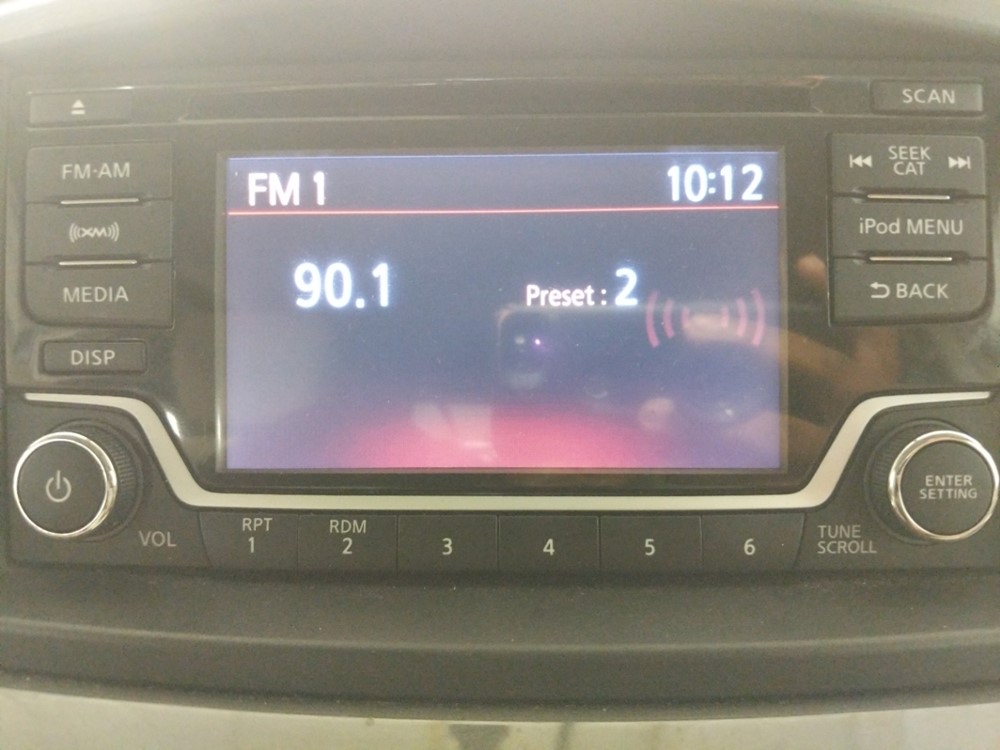 SCAN
FM·AM
SEEK
CAT
XM
iPod MENU
MEDIA
BACK
DISP
FM 1
10:12
90.1
Preset : 2
ENTER
SETTING
VOL
RPT
1
RDM
2
3
4
5
6
TUNE
SCROLL